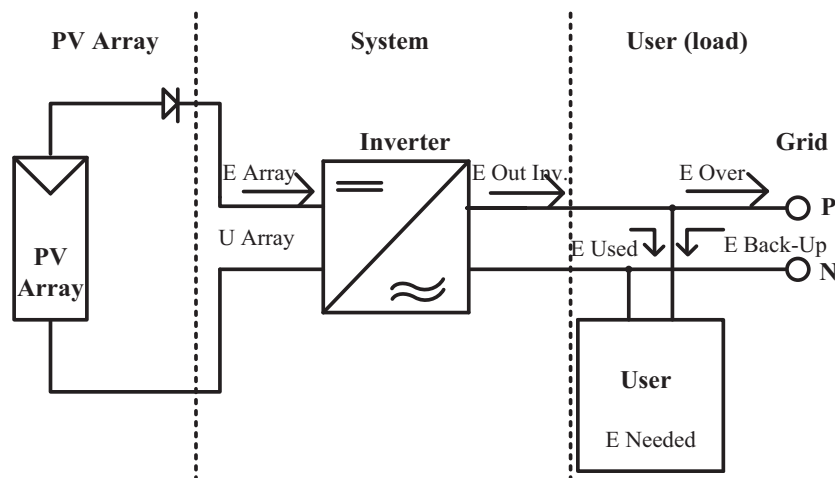 PV Array
System
User (load)
Inverter
Grid
E Array
E Out Inv.
E Over
P
U Array
E Used
E Back-Up
N
PV
Array
User
E Needed